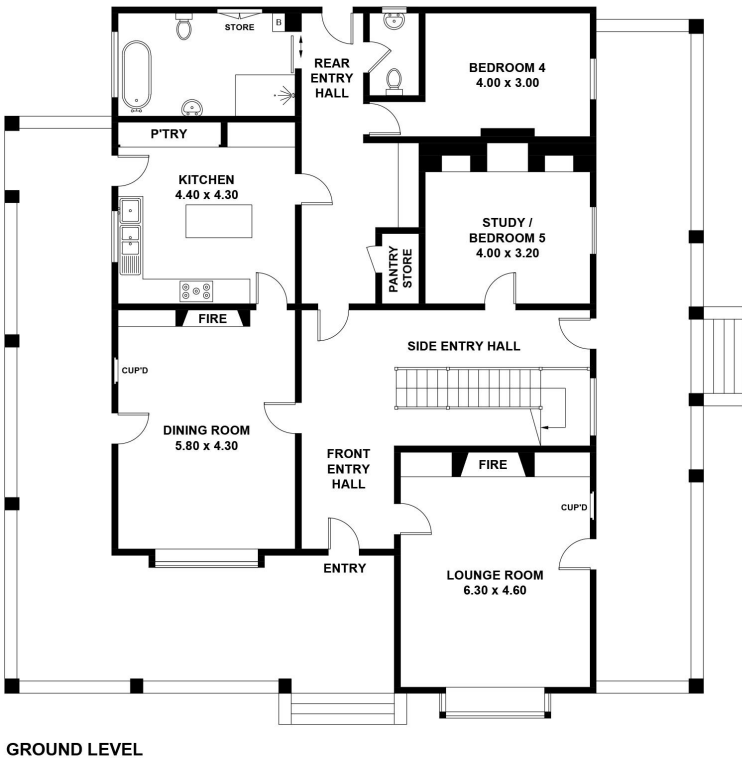 STORE
B
REAR
ENTRY
HALL
BEDROOM 4
4.00 x 3.00
P'TRY
KITCHEN
4.40 x 4.30
STUDY /
BEDROOM 5
4.00 x 3.20
PANTRY
STORE
FIRE
SIDE ENTRY HALL
CUP'D
DINING ROOM
5.80 x 4.30
FRONT
ENTRY
HALL
FIRE
CUP'D
ENTRY
LOUNGE ROOM
6.30 x 4.60
GROUND LEVEL